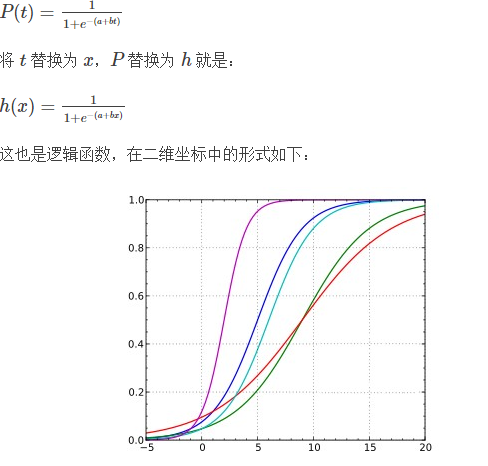 P(t) = 1/(1+e^{-(a+bt)})
将 t 替换为 x，P 替换为 h 就是：
h(x) = 1/(1+e^{-(a+bx)})
这也是逻辑函数，在二维坐标中的形式如下：
1.0
0.8
0.6
0.4
0.2
0.0
−5 0 5 10 15 20